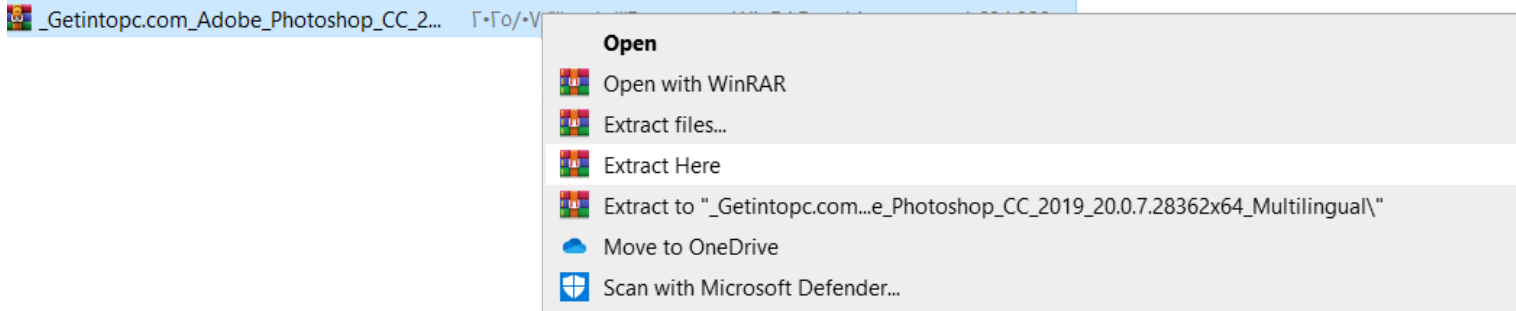 _Getintopc.com_Adobe_Photoshop_CC_2...
Open
Open with WinRAR
Extract files...
Extract Here
Extract to "_Getintopc.com...e_Photoshop_CC_2019_20.0.7.28362x64_Multilingual\"
Move to OneDrive
Scan with Microsoft Defender...